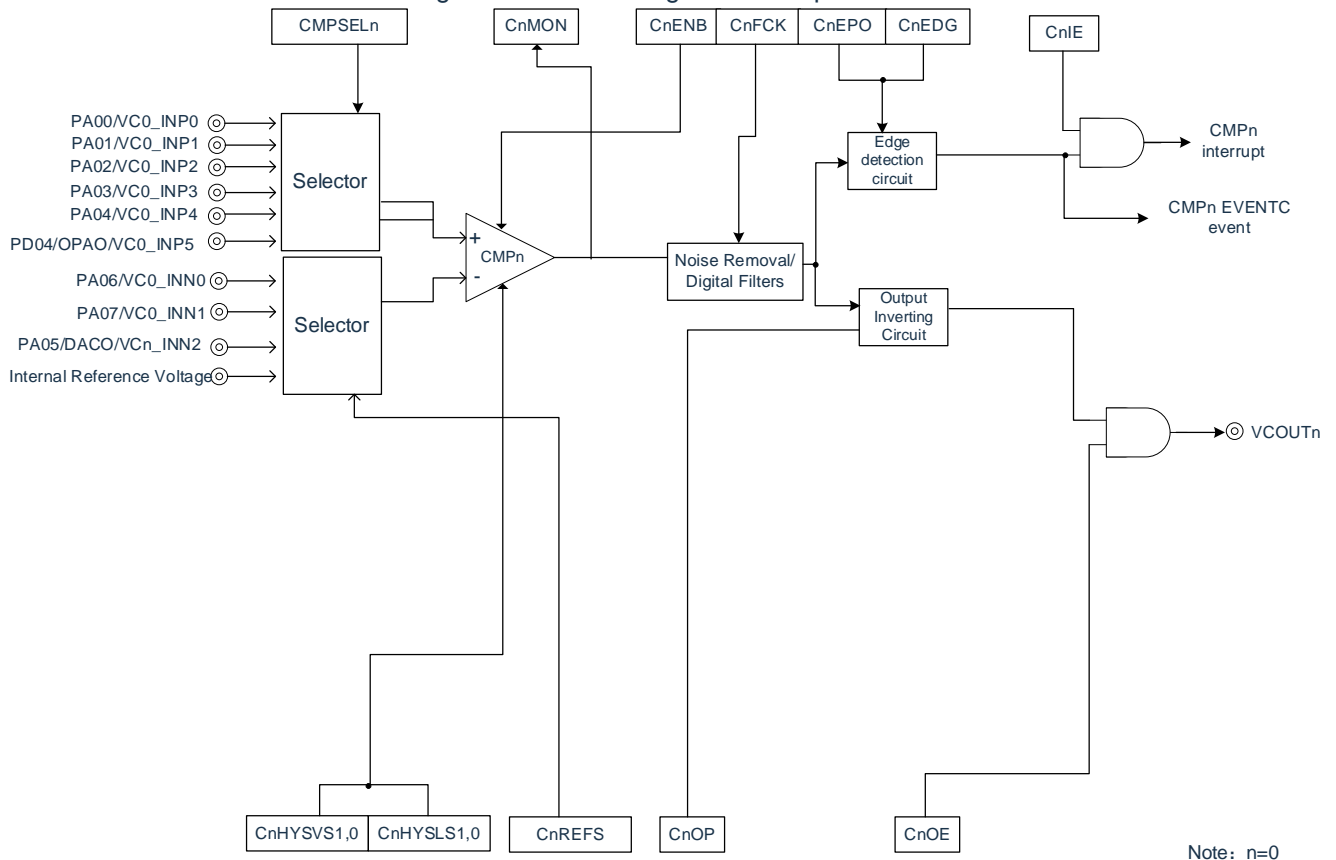 CMPSELn
CnMON
CnENB
CnFCK
CnEPO
CnEDG
CnIE
PA00/VC0_INP0
PA01/VC0_INP1
PA02/VC0_INP2
PA03/VC0_INP3
PA04/VC0_INP4
PD04/OPAO/VC0_INP5
Selector
PA06/VC0_INN0
PA07/VC0_INN1
PA05/DACO/VCn_INN2
Internal Reference Voltage
Selector
+
CMPn
-
Noise Removal/
Digital Filters
Edge
detection
circuit
CMPn
interrupt
CMPn EVENTC
event
Output
Inverting
Circuit
VCOUTn
CnHYSVS1,0
CnHYSLS1,0
CnREFS
CnOP
CnOE
Note：n=0